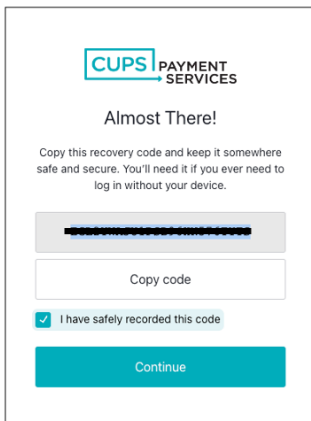 CUPS PAYMENT
SERVICES
Almost There!
Copy this recovery code and keep it somewhere
safe and secure. You'll need it if you ever need to
log in without your device.
Copy code
I have safely recorded this code
Continue